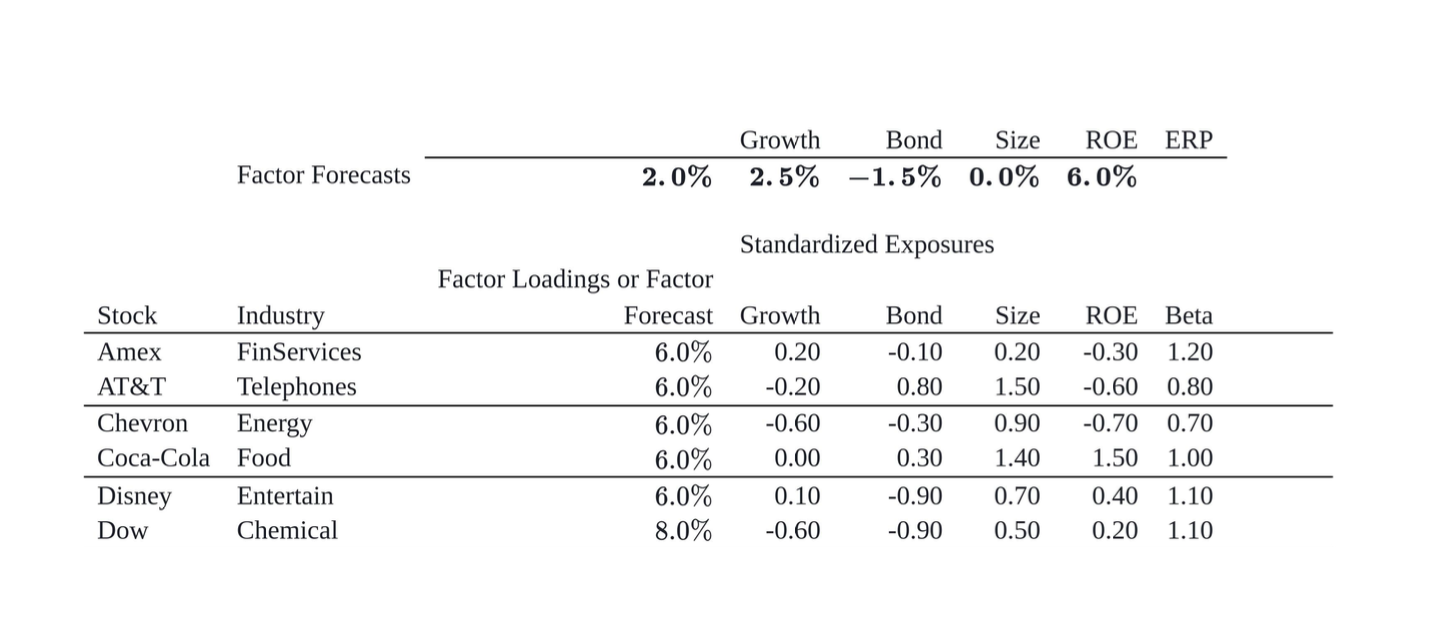 Growth Bond Size ROE ERP
Factor Forecasts 2.0% 2.5% −1.5% 0.0% 6.0%
Standardized Exposures
Factor Loadings or Factor
Stock Industry Forecast Growth Bond Size ROE Beta
Amex FinServices 6.0% 0.20 -0.10 0.20 -0.30 1.20
AT&T Telephones 6.0% -0.20 0.80 1.50 -0.60 0.80
Chevron Energy 6.0% -0.60 -0.30 0.90 -0.70 0.70
Coca-Cola Food 6.0% 0.00 0.30 1.40 1.50 1.00
Disney Entertain 6.0% 0.10 -0.90 0.70 0.40 1.10
Dow Chemical 8.0% -0.60 -0.90 0.50 0.20 1.10